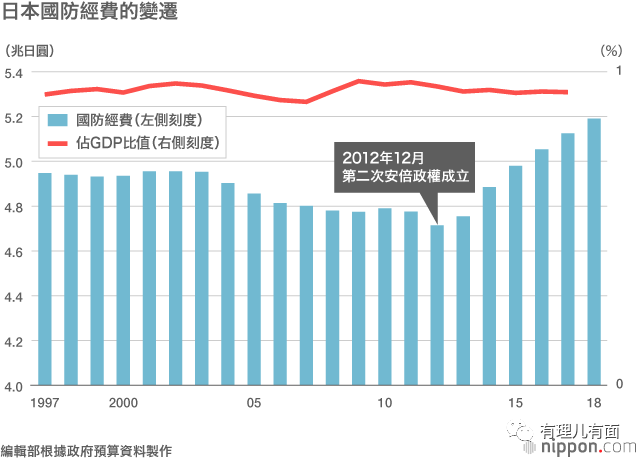 日本國防經費的變遷
（兆日圓）
（%）
5.4
1
5.2
國防經費（左側刻度）
佔GDP比值（右側刻度）
5.0
2012年12月
第二次安倍政權成立
4.8
4.6
4.4
4.2
4.0
0
1997 2000 05 10 15 18
有理儿有面
編輯部根據政府預算資料製作
nippon.com